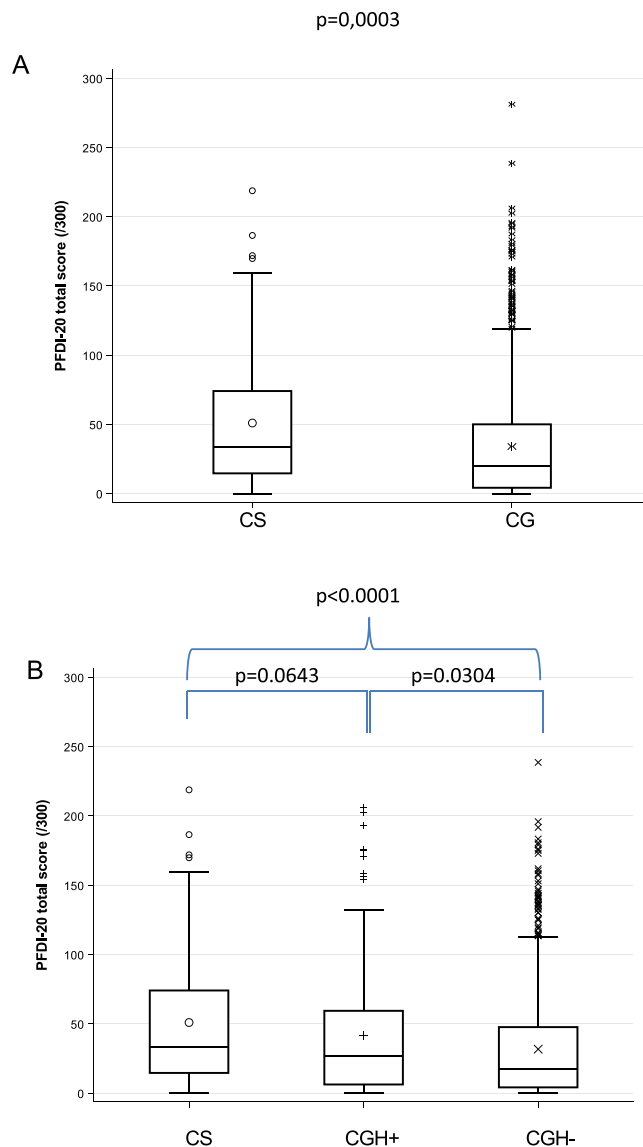 p=0,0003
A
PFDI-20 total score (/300)
300
250
200
150
100
50
0
CS CG
p<0.0001
B
p=0.0643 p=0.0304
PFDI-20 total score (/300)
300
250
200
150
100
50
0
CS CGH+ CGH-